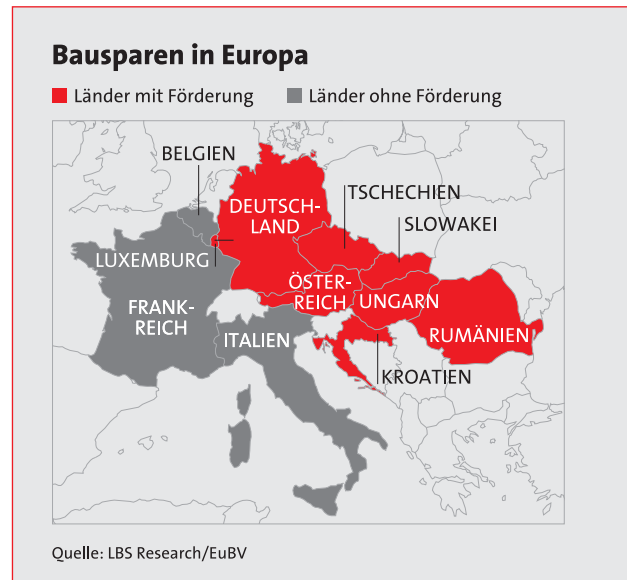 Bausparen in Europa
Länder mit Förderung
Länder ohne Förderung
BELGIEN
DEUTSCH-
LAND
TSCHECHIEN
SLOWAKEI
LUXEMBURG
ÖSTER-
REICH
UNGARN
FRANK-
REICH
ITALIEN
RUMÄNIEN
KROATIEN
Quelle: LBS Research/EuBV